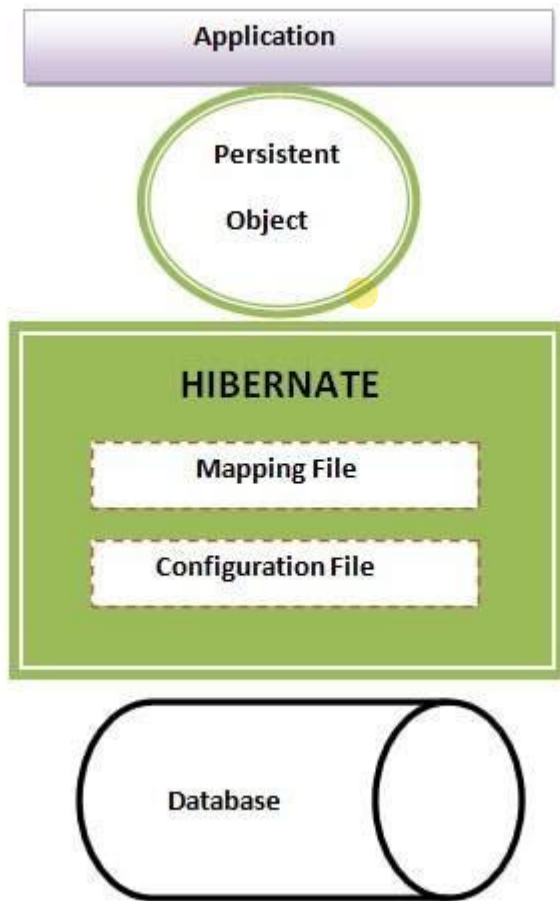 Application
Persistent
Object
HIBERNATE
Mapping File
Configuration File
Database